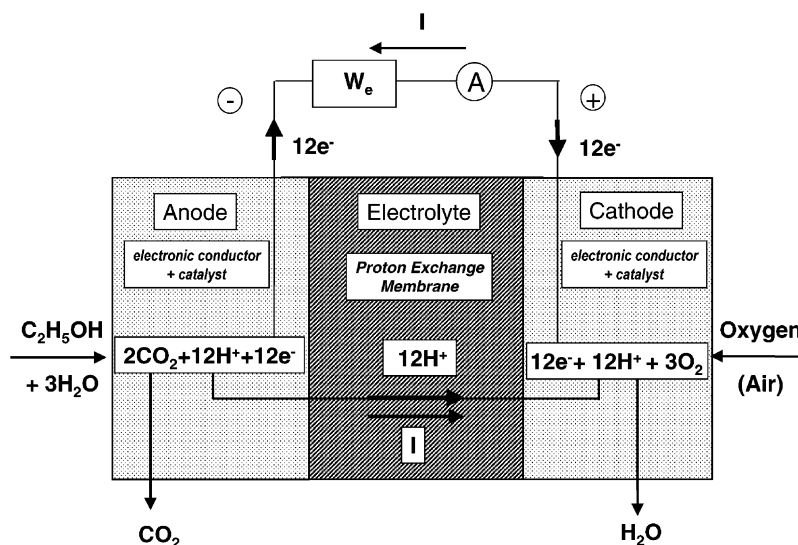 I
Wₑ
A
-
+
12e⁻
12e⁻
Anode
Electrolyte
Cathode
electronic conductor
+ catalyst
Proton Exchange
Membrane
electronic conductor
+ catalyst
C₂H₅OH
+ 3H₂O
2CO₂+12H⁺+12e⁻
12H⁺
12e⁻+ 12H⁺ + 3O₂
Oxygen
(Air)
I
CO₂
H₂O